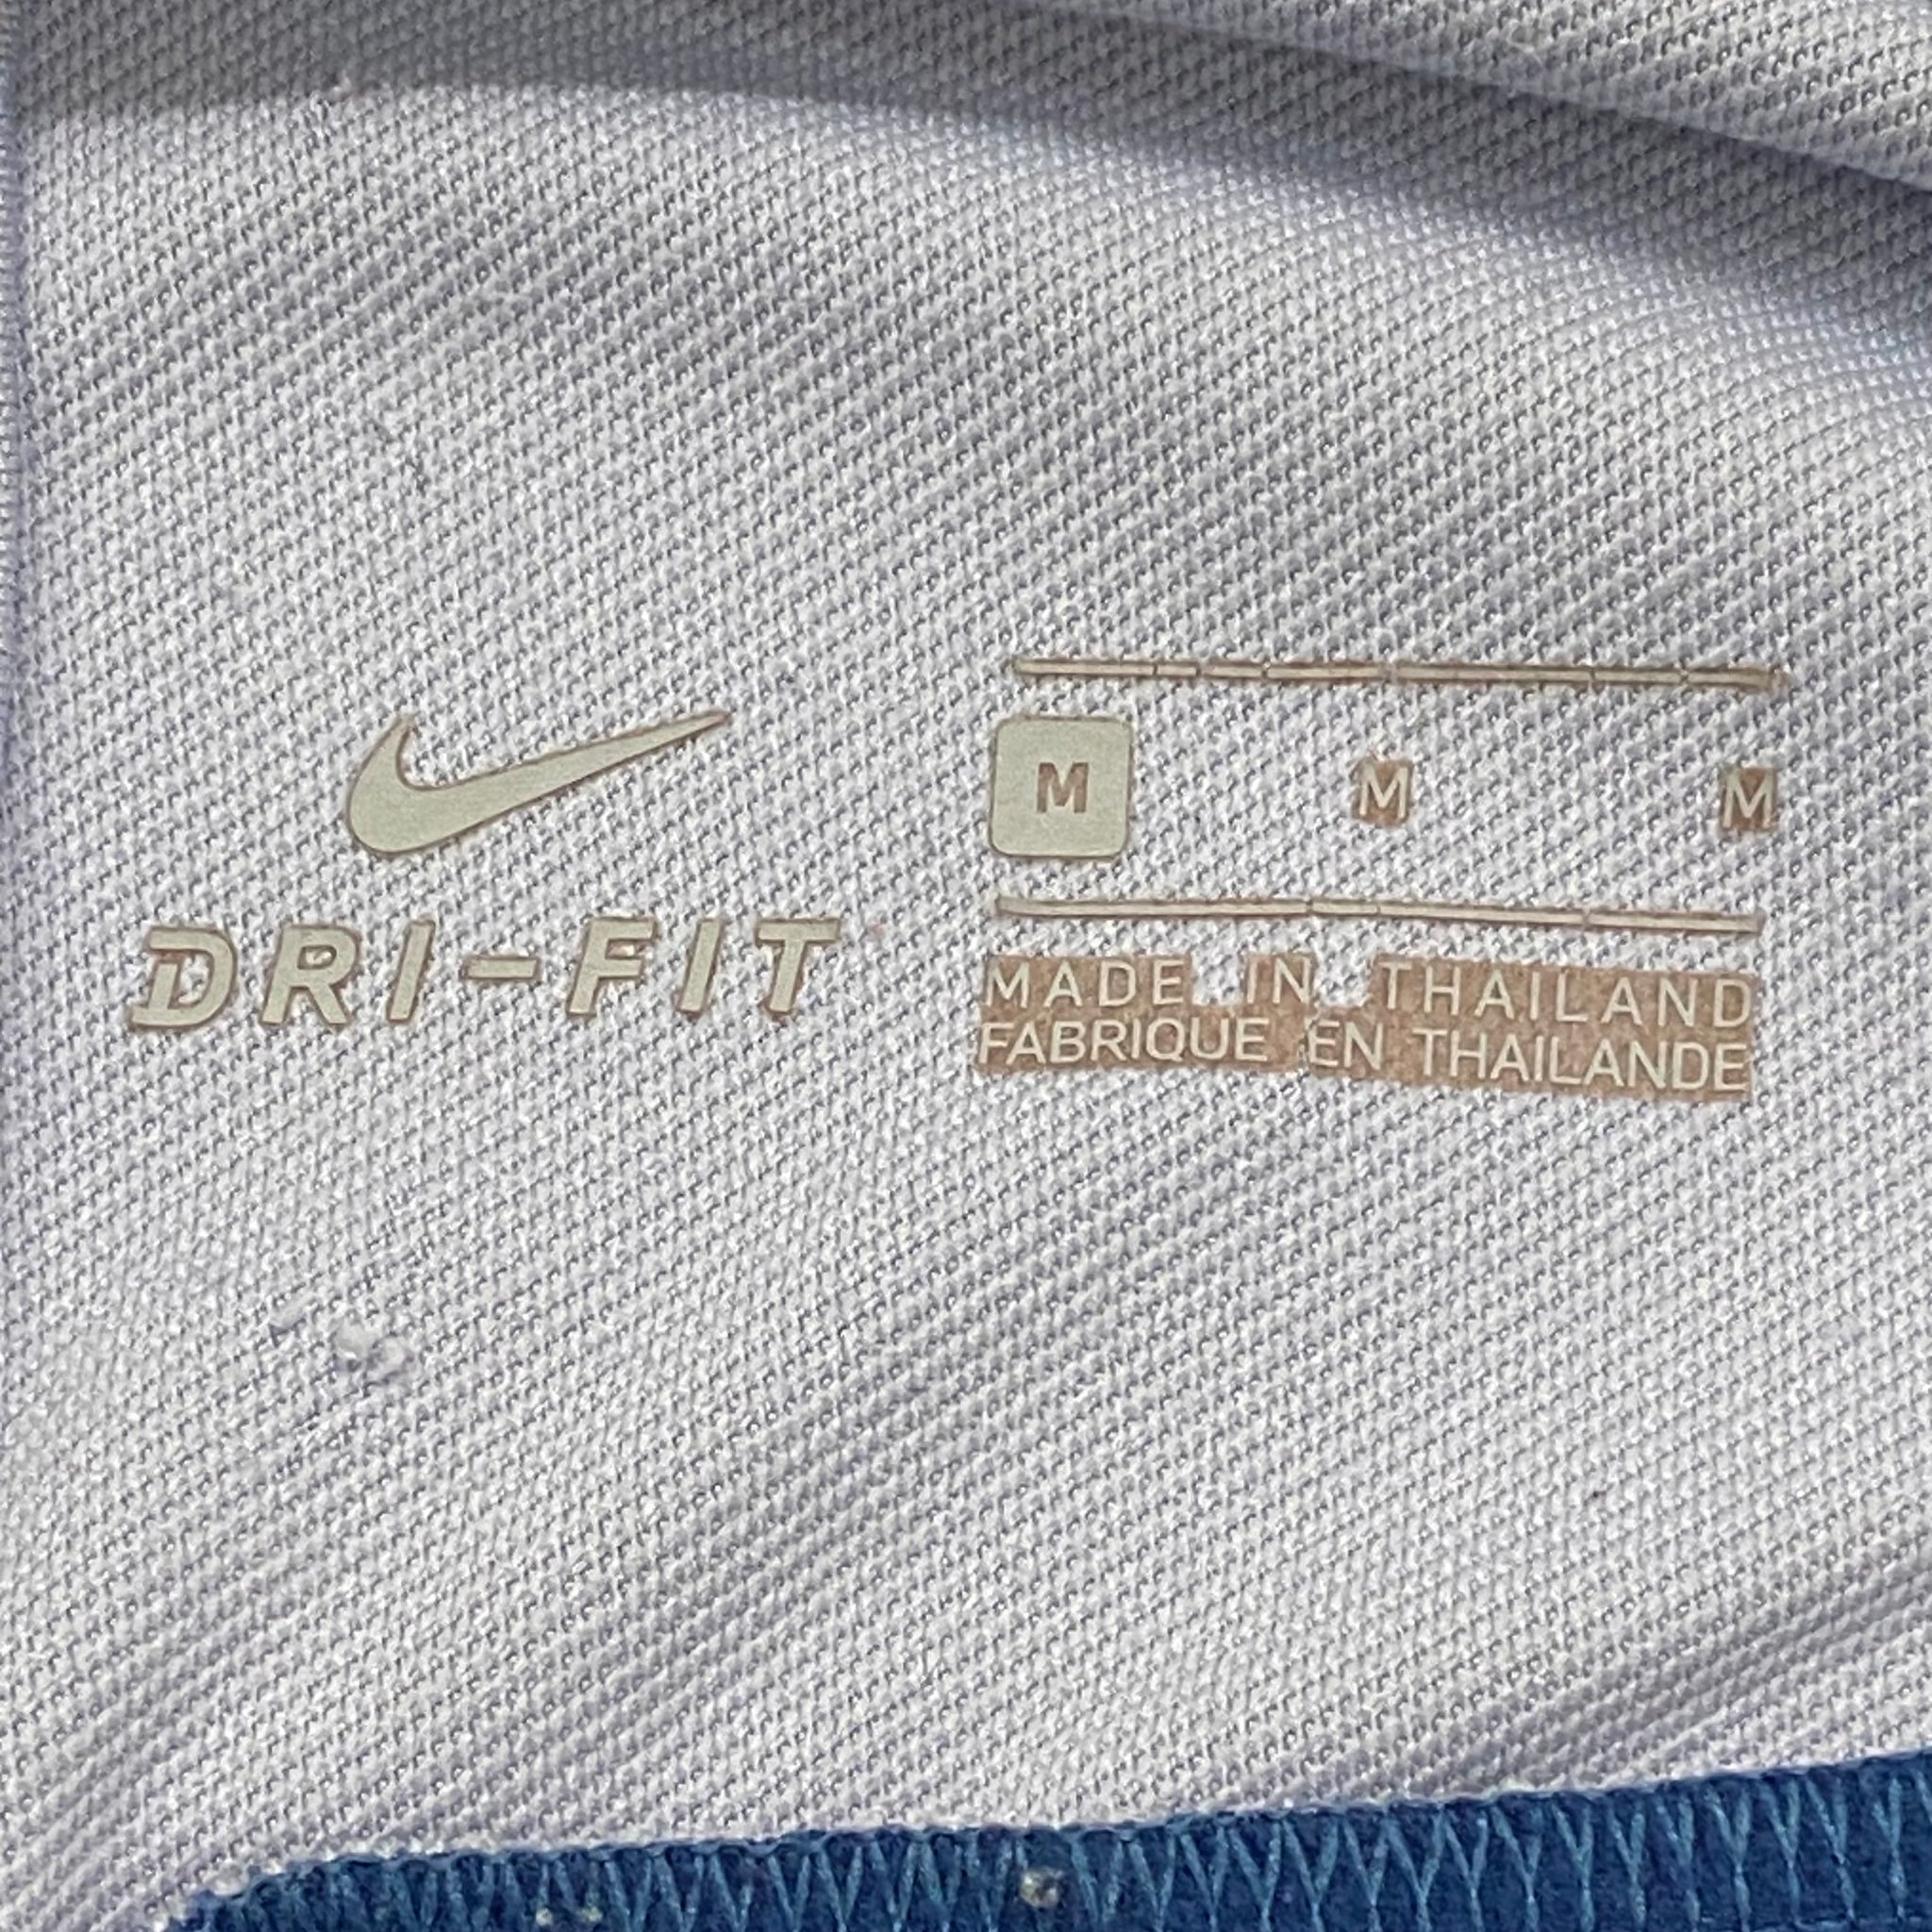 DRI-FIT
M M M
MADE IN THAILAND
FABRIQUE EN THAILANDE